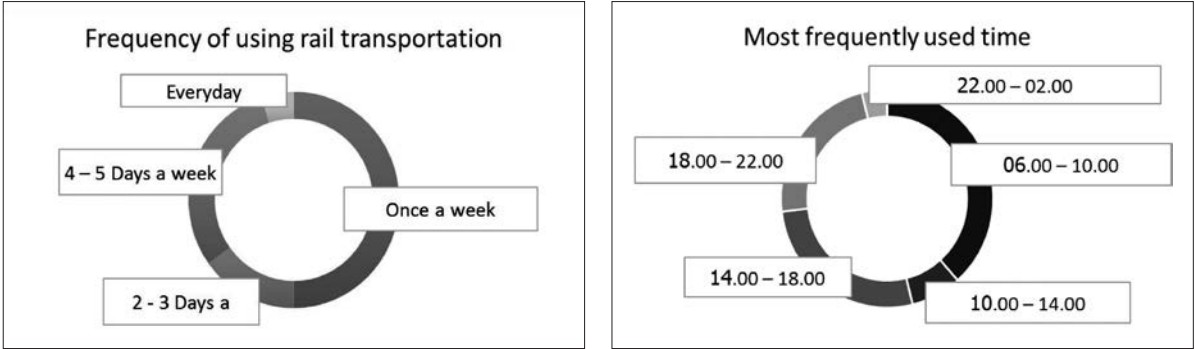 Frequency of using rail transportation
Everyday
4 – 5 Days a week
Once a week
2 - 3 Days a
Most frequently used time
22.00 – 02.00
18.00 – 22.00
06.00 – 10.00
14.00 – 18.00
10.00 – 14.00